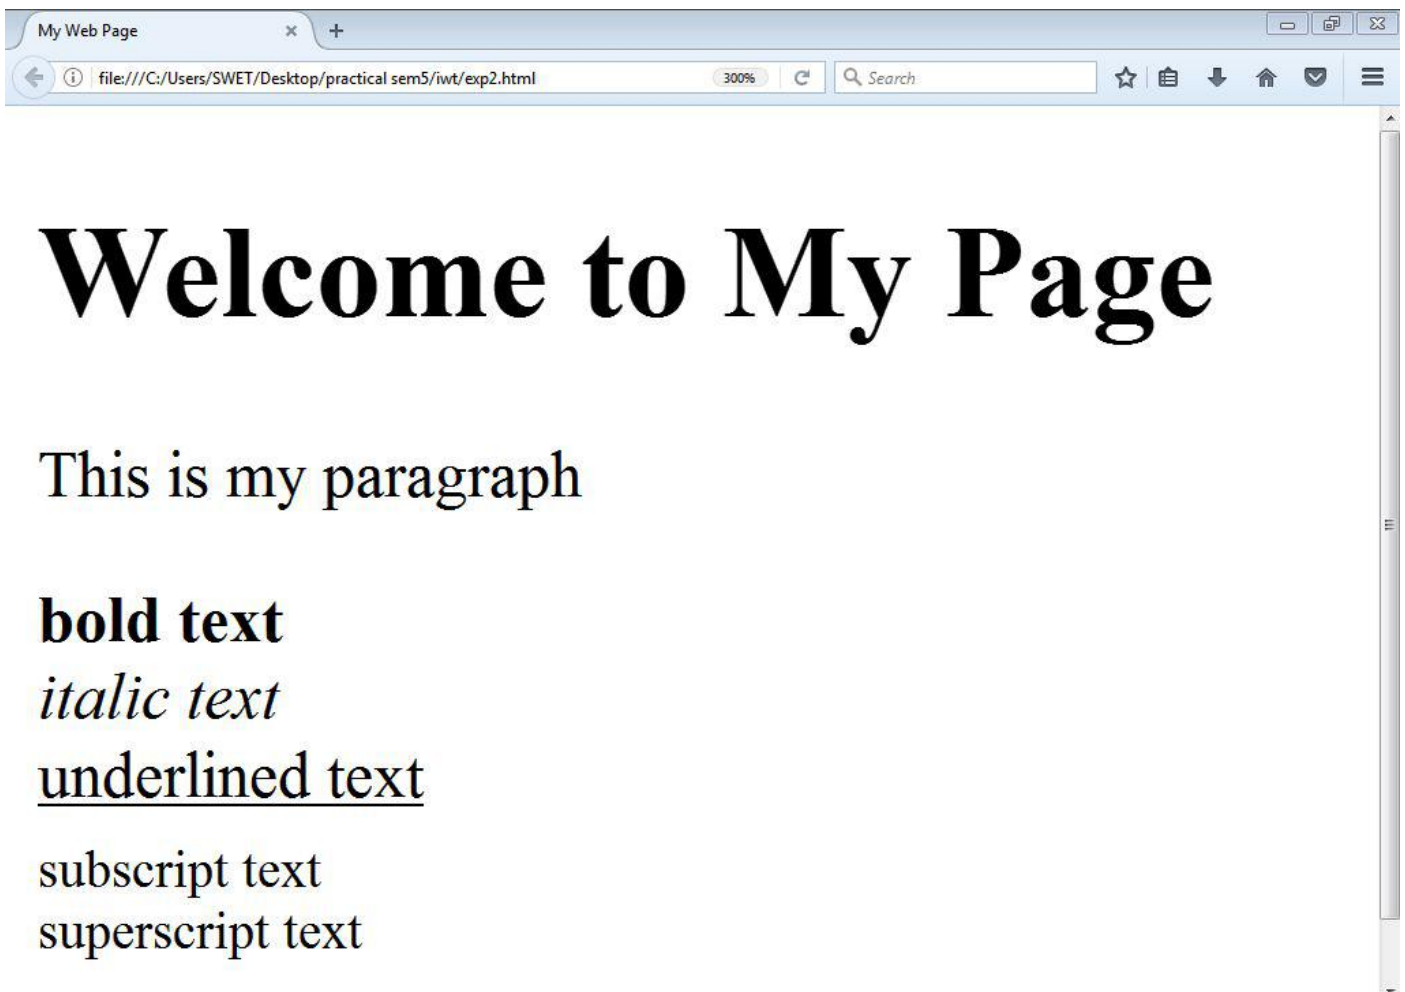 My Web Page
file:///C:/Users/SWET/Desktop/practical sem5/iwt/exp2.html 300% Search
Welcome to My Page
This is my paragraph
bold text
italic text
underlined text
subscript text
superscript text